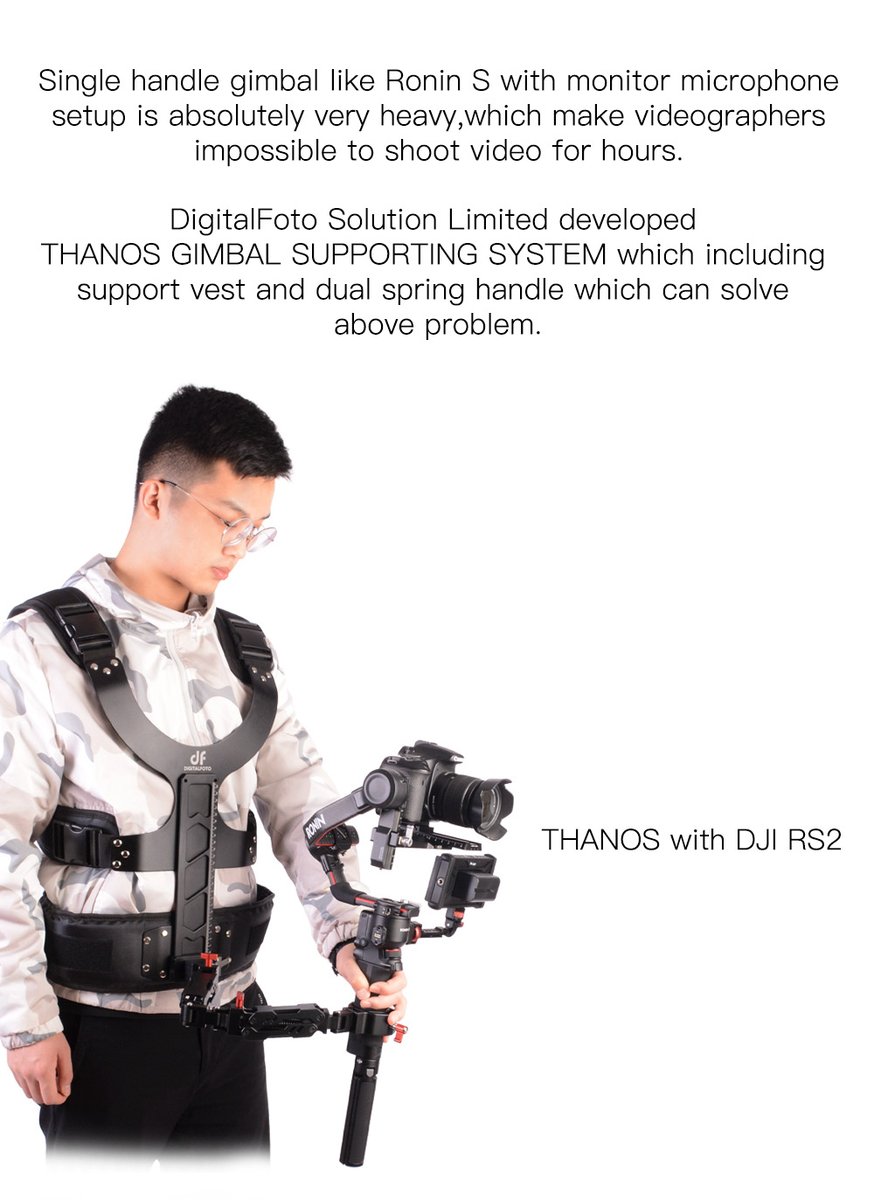 Single handle gimbal like Ronin S with monitor microphone
setup is absolutely very heavy,which make videographers
impossible to shoot video for hours.
DigitalFoto Solution Limited developed
THANOS GIMBAL SUPPORTING SYSTEM which including
support vest and dual spring handle which can solve
above problem.
df
DIGITALFOTO
RONIN
THANOS with DJI RS2